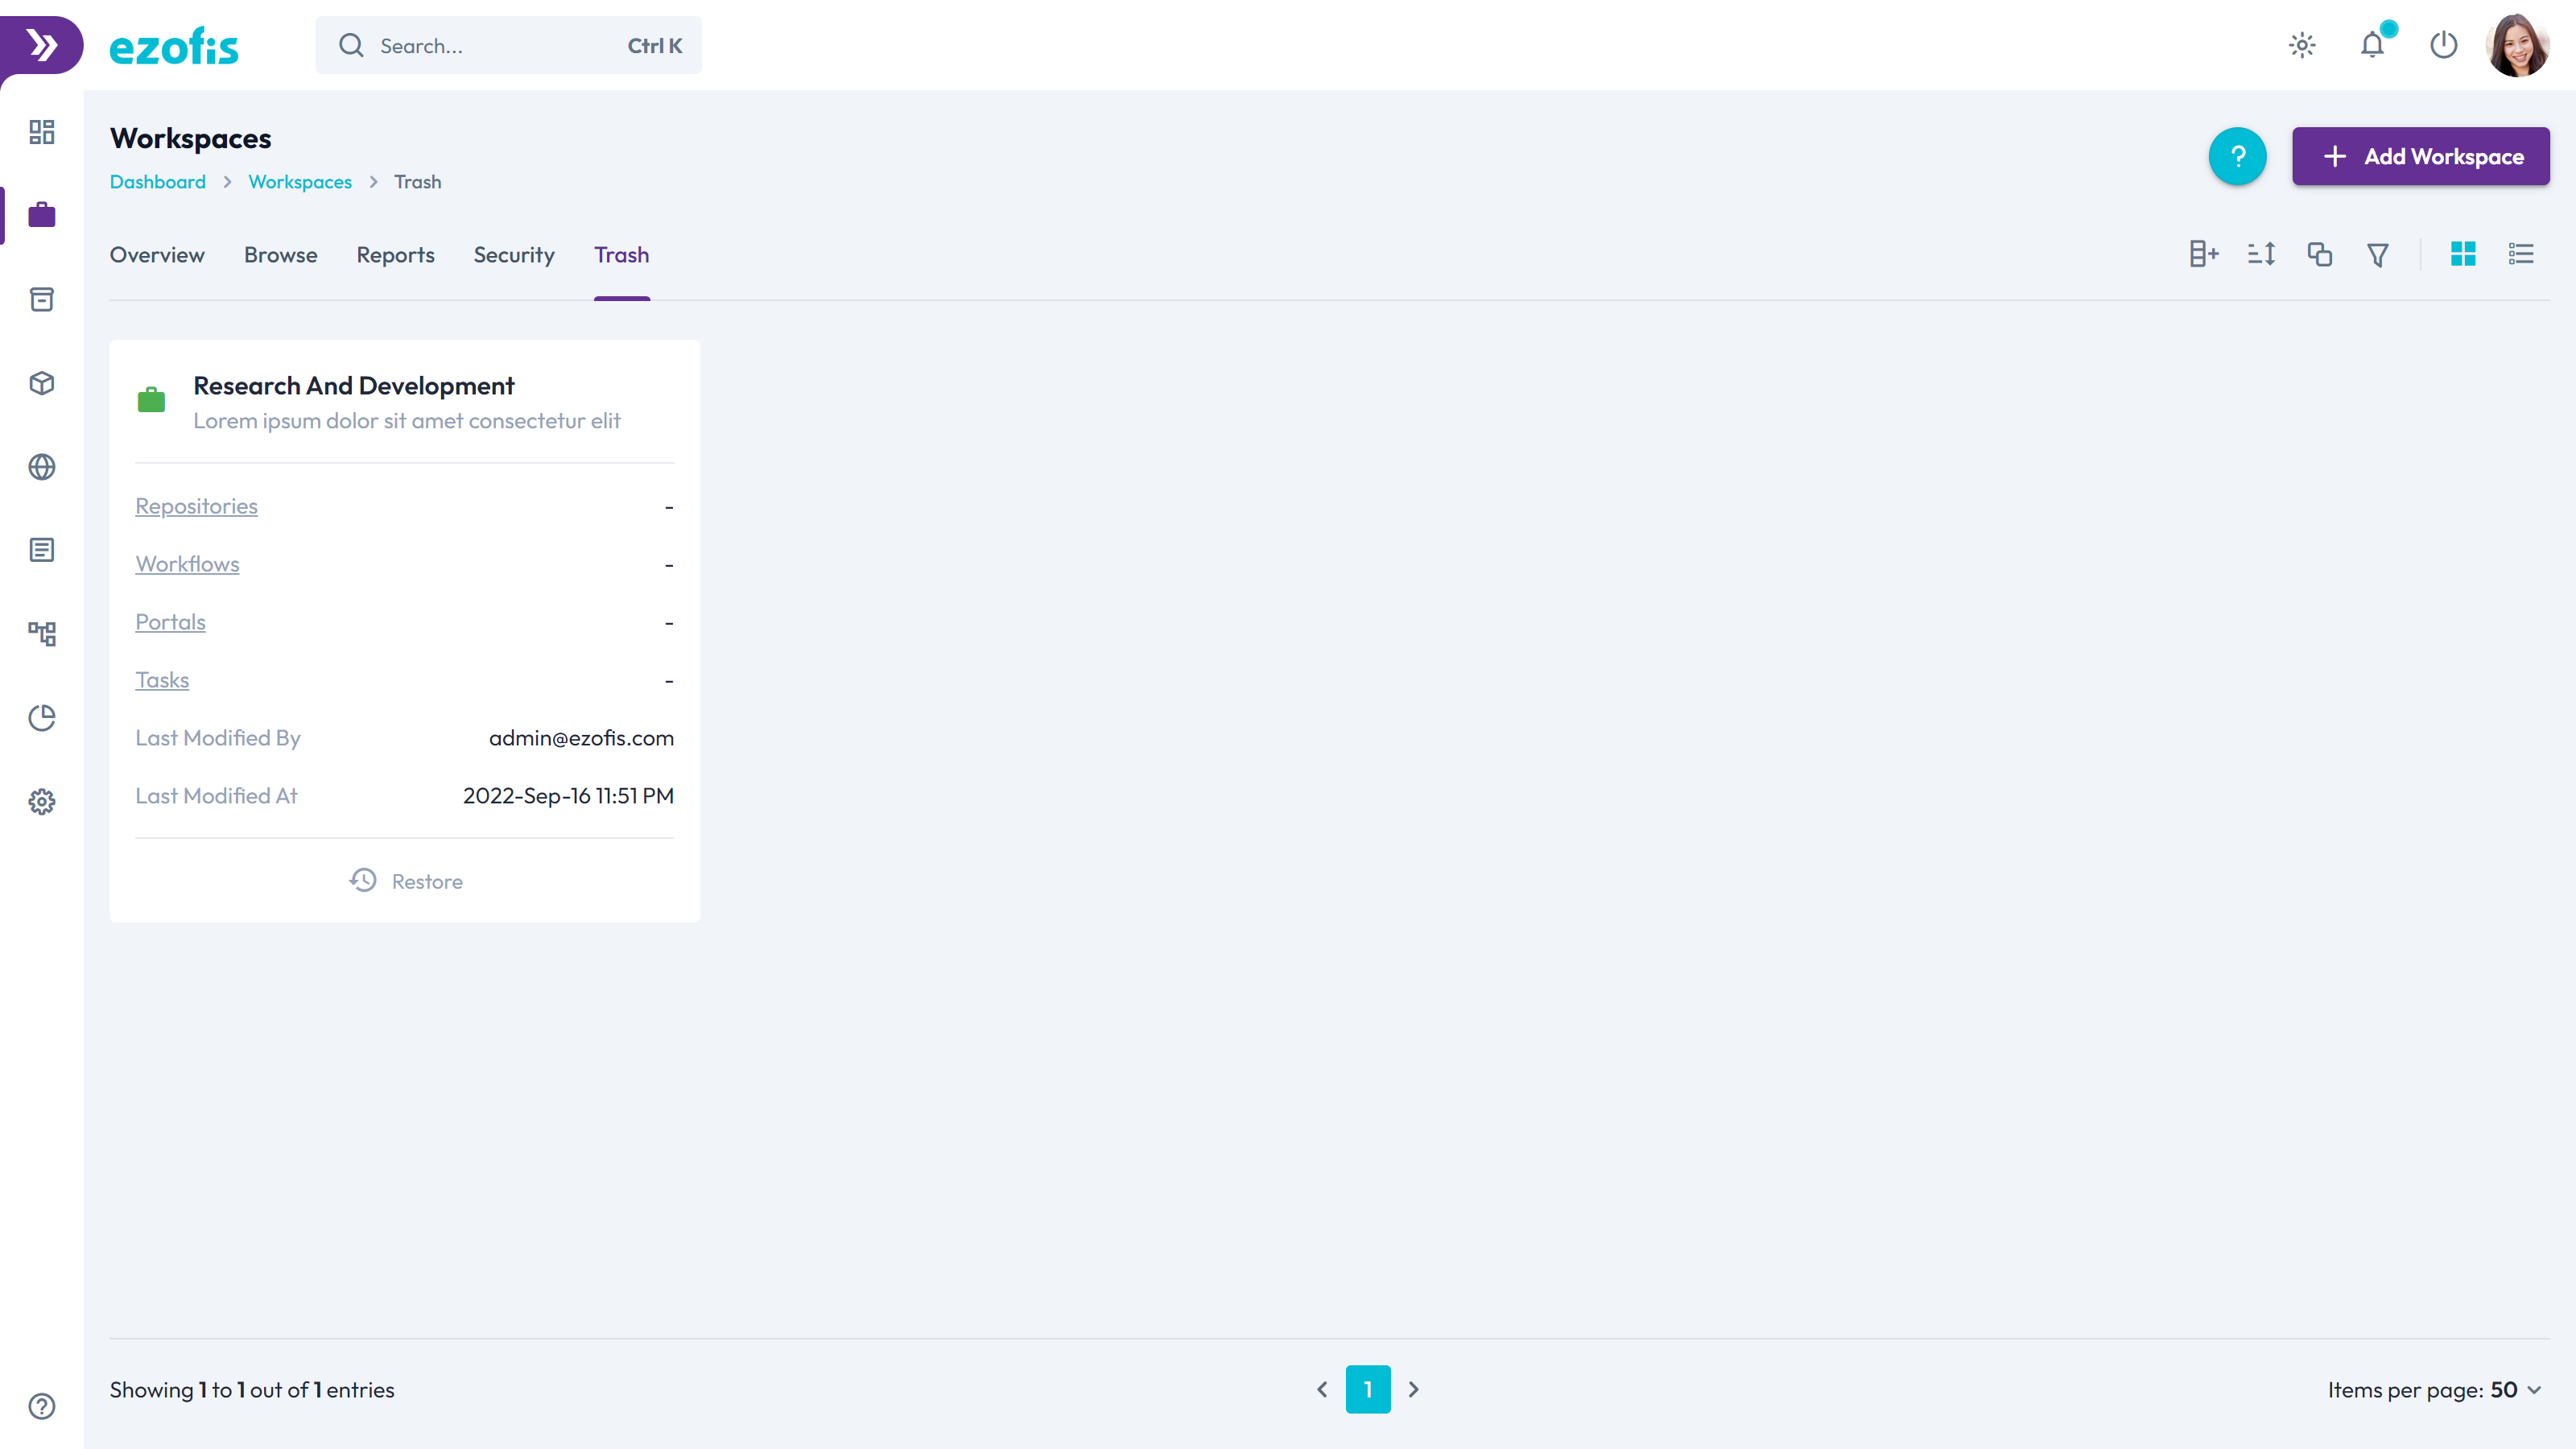 ezofis
Search... Ctrl K
Workspaces
Dashboard > Workspaces > Trash
? + Add Workspace
Overview Browse Reports Security Trash
Research And Development
Lorem ipsum dolor sit amet consectetur elit
Repositories -
Workflows -
Portals -
Tasks -
Last Modified By admin@ezofis.com
Last Modified At 2022-Sep-16 11:51 PM
Restore
Showing 1 to 1 out of 1 entries
1
Items per page: 50